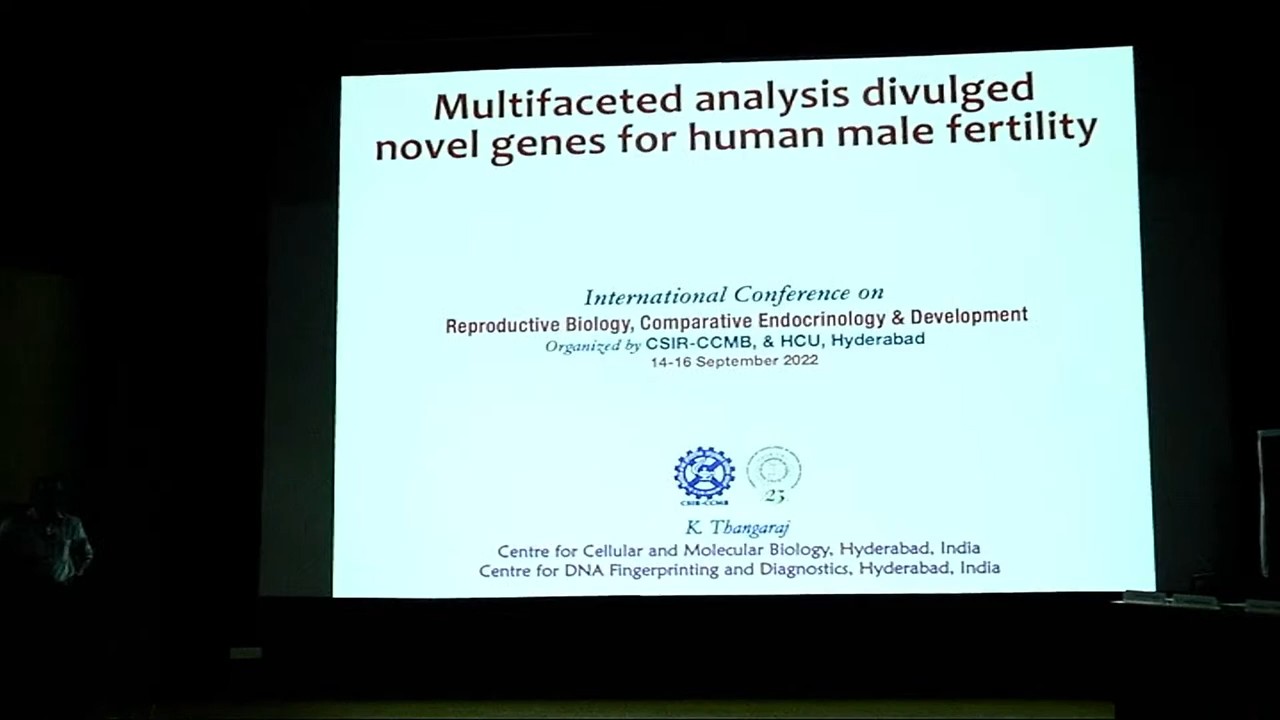 Multifaceted analysis divulged
novel genes for human male fertility
International Conference on
Reproductive Biology, Comparative Endocrinology & Development
Organized by CSIR-CCMB, & HCU, Hyderabad
14-16 September 2022
CSIR-CCMB
25
K. Thangaraj
Centre for Cellular and Molecular Biology, Hyderabad, India
Centre for DNA Fingerprinting and Diagnostics, Hyderabad, India